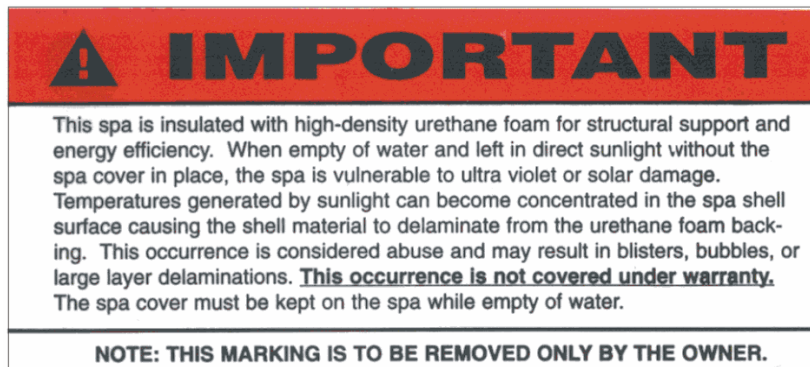 IMPORTANT
This spa is insulated with high-density urethane foam for structural support and
energy efficiency. When empty of water and left in direct sunlight without the
spa cover in place, the spa is vulnerable to ultra violet or solar damage.
Temperatures generated by sunlight can become concentrated in the spa shell
surface causing the shell material to delaminate from the urethane foam back-
ing. This occurrence is considered abuse and may result in blisters, bubbles, or
large layer delaminations. This occurrence is not covered under warranty.
The spa cover must be kept on the spa while empty of water.
NOTE: THIS MARKING IS TO BE REMOVED ONLY BY THE OWNER.